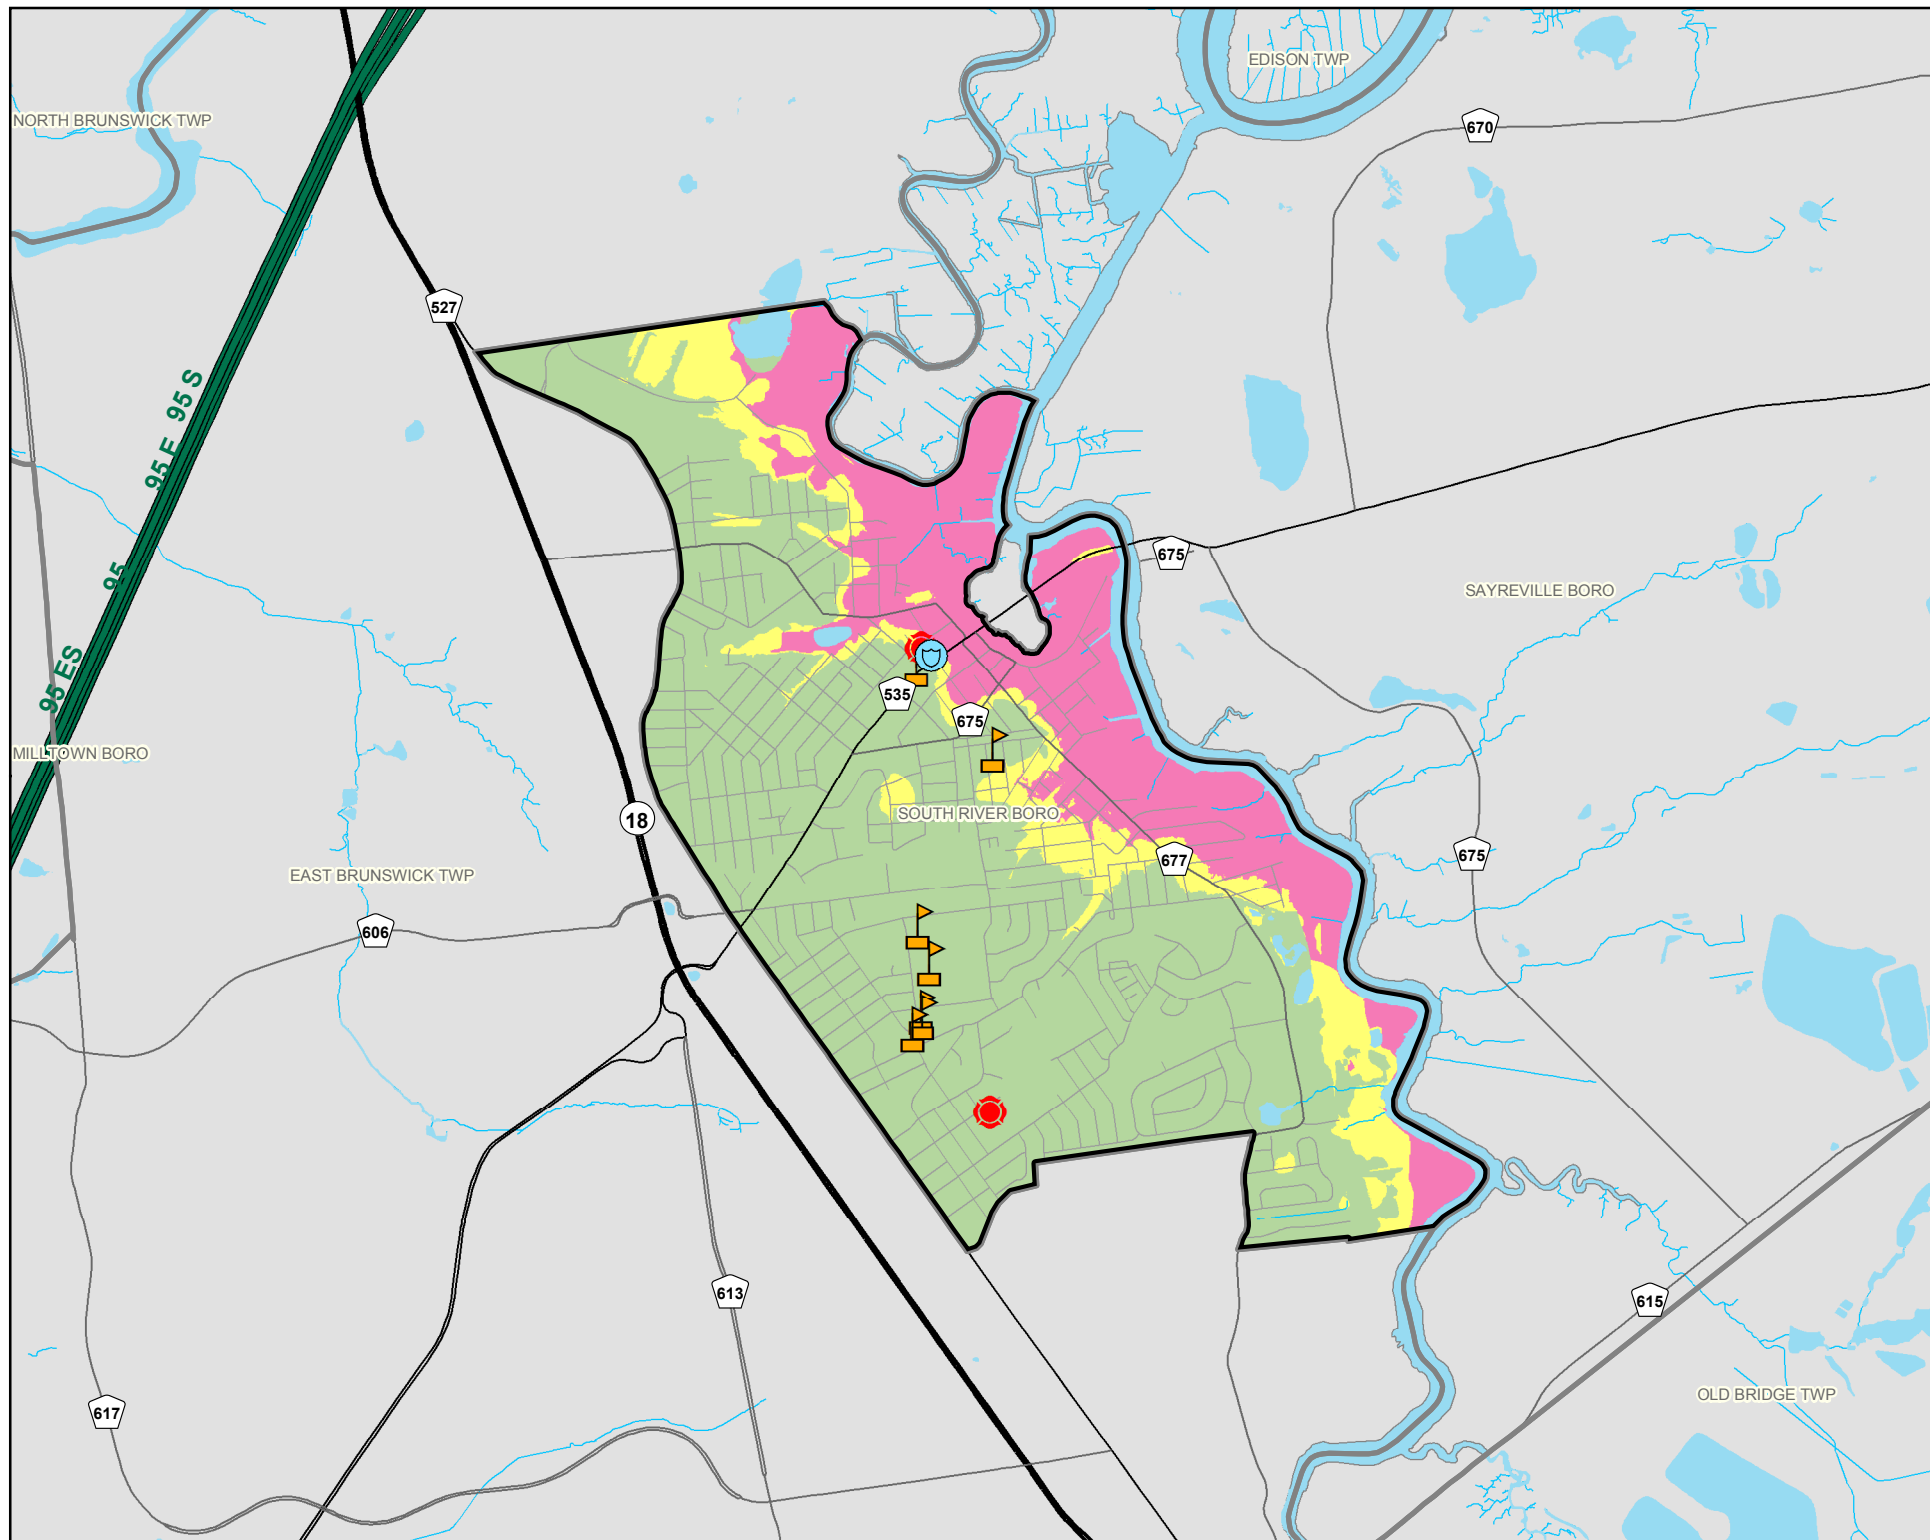 EDISON TWP
NORTH BRUNSWICK TWP
670
527
95 S
95 E
675
95
SAYREVILLE BORO
95 ES
535
675
MILLTOWN BORO
SOUTH RIVER BORO
18
677
675
EAST BRUNSWICK TWP
606
613
615
OLD BRIDGE TWP
617